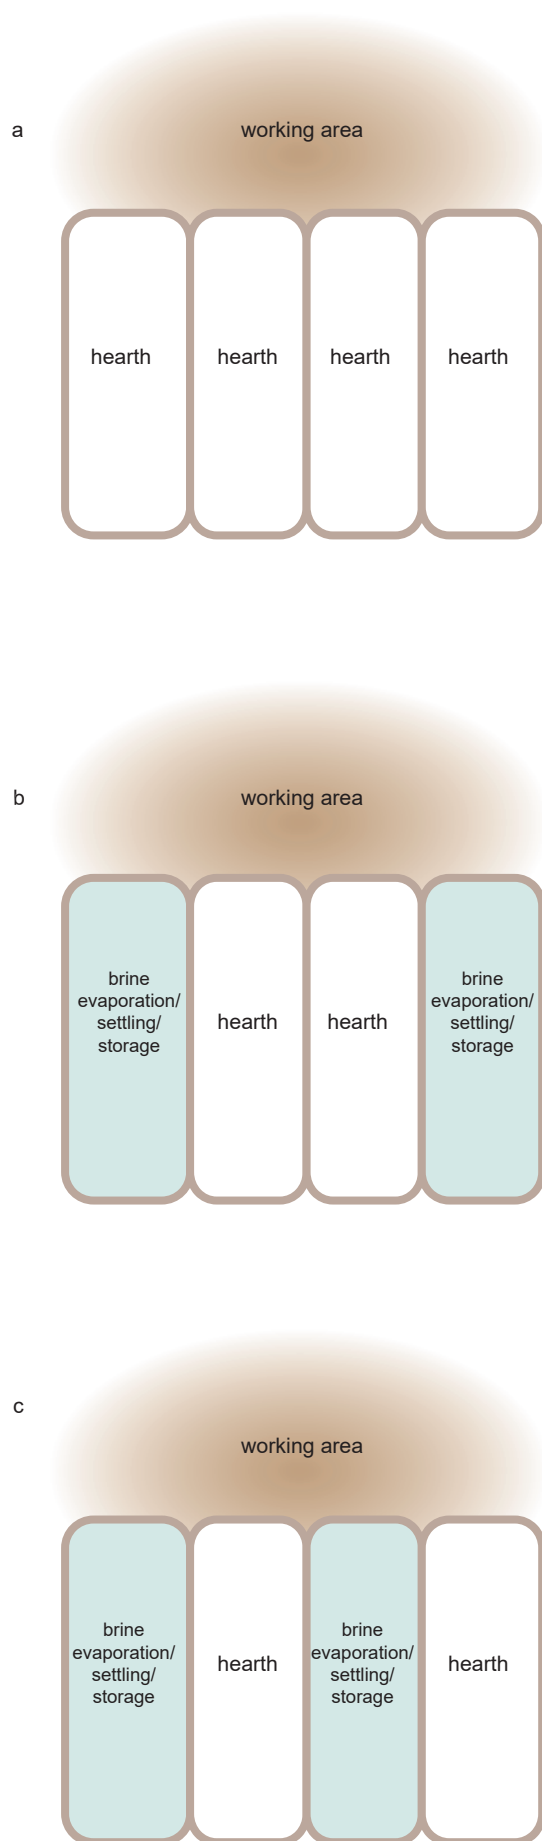 a
working area
hearth
hearth
hearth
hearth
b
working area
brine
evaporation/
settling/
storage
hearth
hearth
brine
evaporation/
settling/
storage
c
working area
brine
evaporation/
settling/
storage
hearth
brine
evaporation/
settling/
storage
hearth